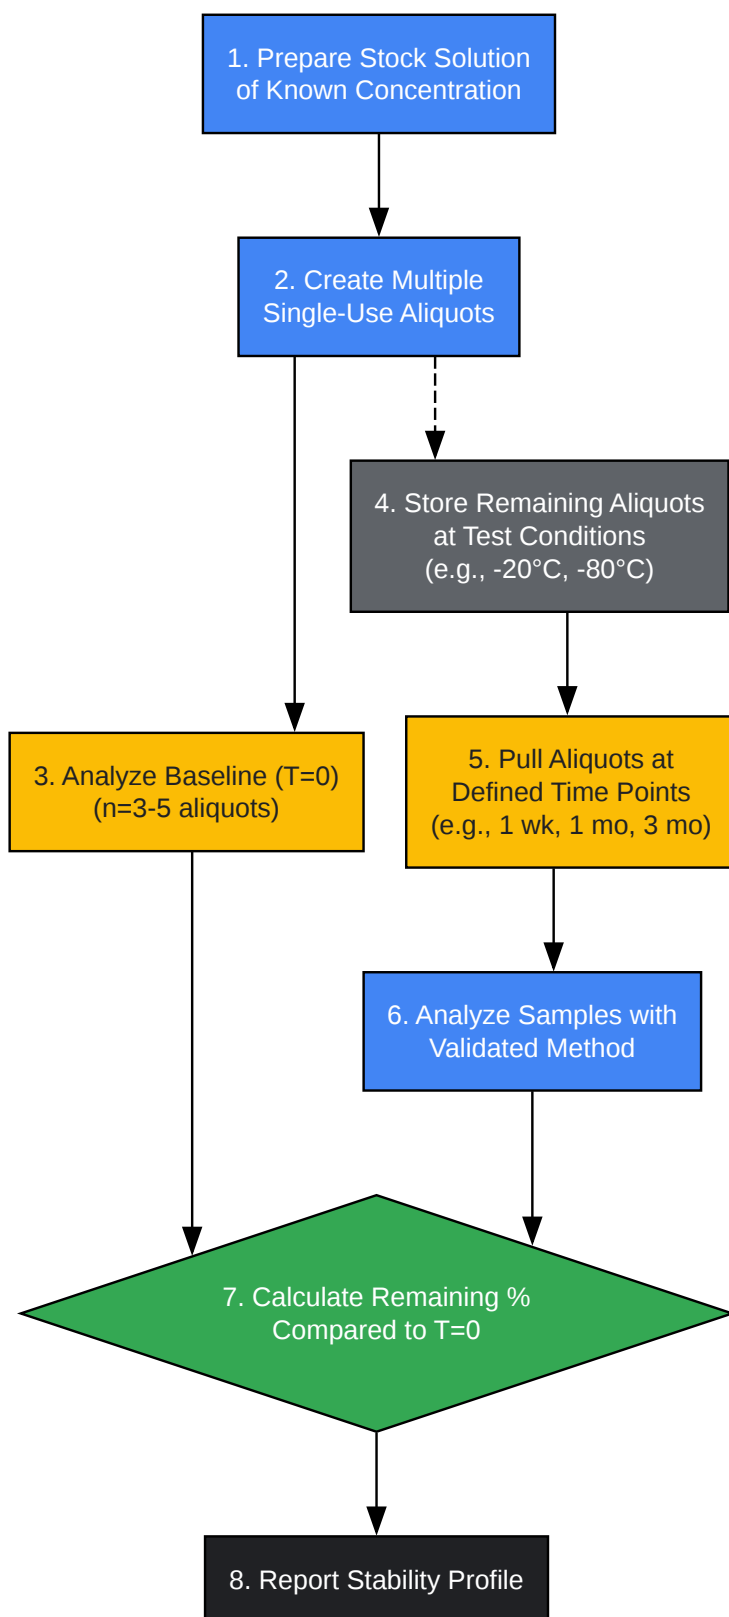 1. Prepare Stock Solution
of Known Concentration
2. Create Multiple
Single-Use Aliquots
4. Store Remaining Aliquots
at Test Conditions
(e.g., -20°C, -80°C)
3. Analyze Baseline (T=0)
(n=3-5 aliquots)
5. Pull Aliquots at
Defined Time Points
(e.g., 1 wk, 1 mo, 3 mo)
6. Analyze Samples with
Validated Method
7. Calculate Remaining %
Compared to T=0
8. Report Stability Profile